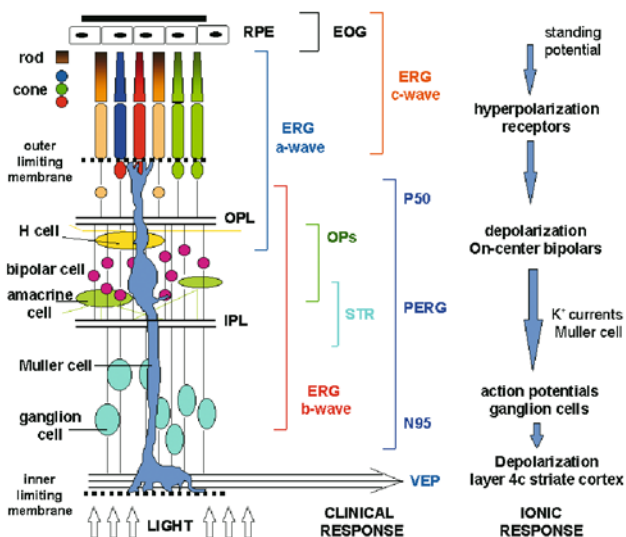 RPE
EOG
rod
cone
outer
limiting
membrane
OPL
H cell
bipolar cell
amacrine
cell
IPL
Muller cell
ganglion
cell
inner
limiting
membrane
LIGHT
ERG
a-wave
ERG
c-wave
OPs
STR
ERG
b-wave
P50
PERG
N95
VEP
CLINICAL
RESPONSE
standing
potential
hyperpolarization
receptors
depolarization
On-center bipolars
K+ currents
Muller cell
action potentials
ganglion cells
Depolarization
layer 4c striate cortex
IONIC
RESPONSE